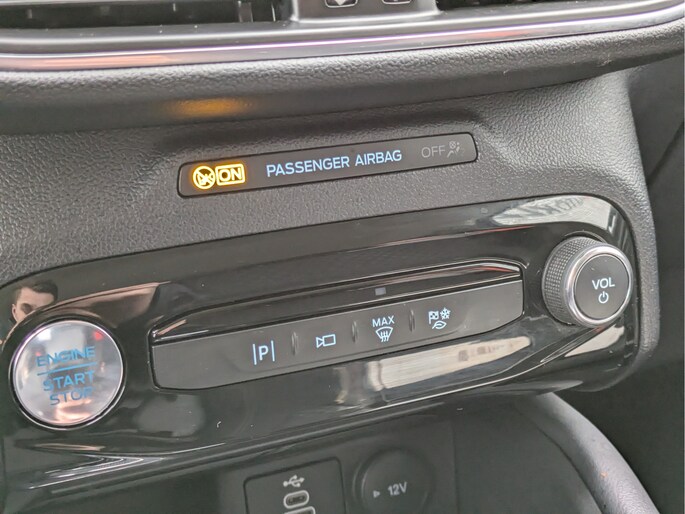 ON PASSENGER AIRBAG OFF
VOL
MAX
P
ENGINE
START
STOP
12V